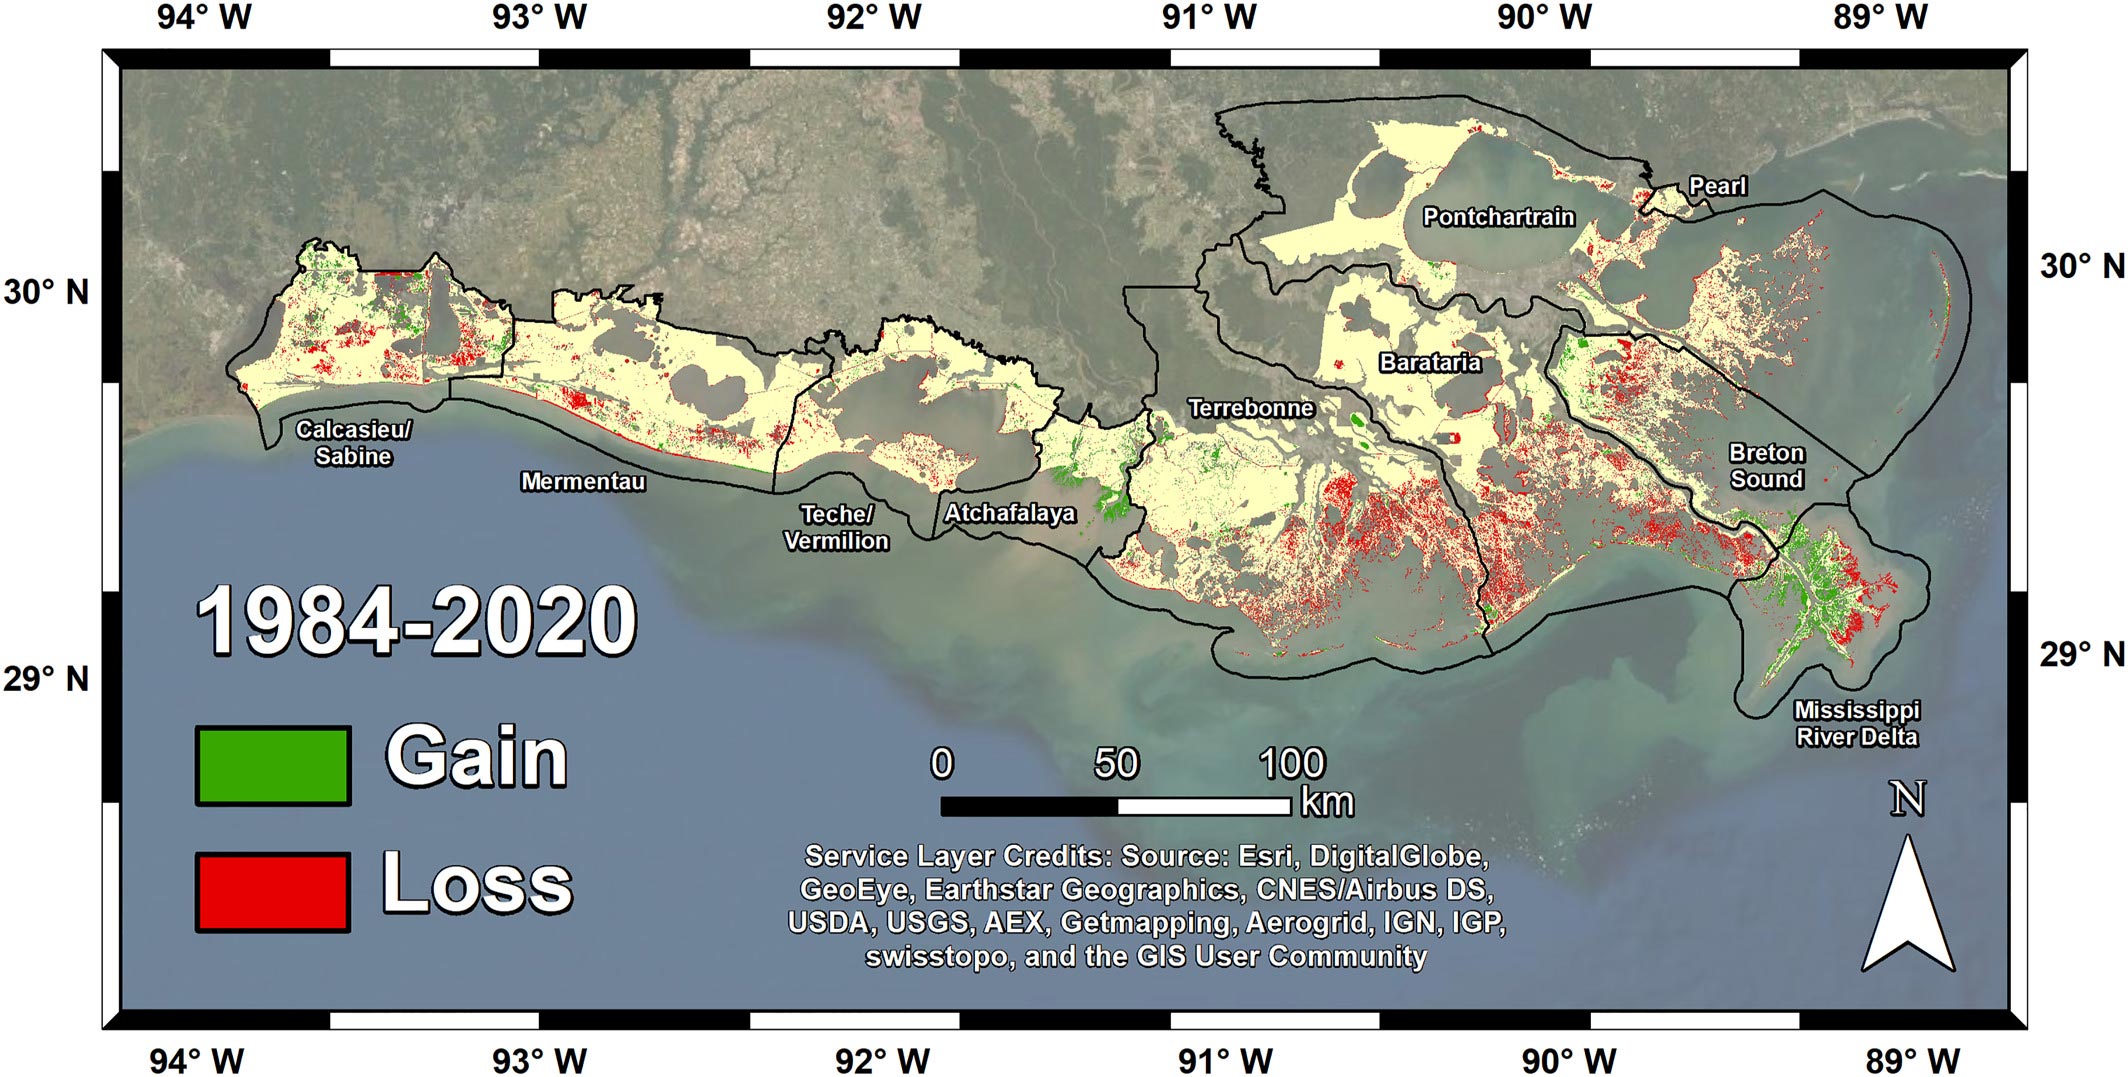 94° W 93° W 92° W 91° W 90° W 89° W
30° N
30° N
29° N
29° N
Pearl
Pontchartrain
Barataria
Terrebonne
Calcasieu/
Sabine
Mermentau
Teche/
Vermilion
Atchafalaya
Breton
Sound
Mississippi
River Delta
1984-2020
Gain
Loss
0 50 100
km
N
Service Layer Credits: Source: Esri, DigitalGlobe,
GeoEye, Earthstar Geographics, CNES/Airbus DS,
USDA, USGS, AEX, Getmapping, Aerogrid, IGN, IGP,
swisstopo, and the GIS User Community
94° W 93° W 92° W 91° W 90° W 89° W